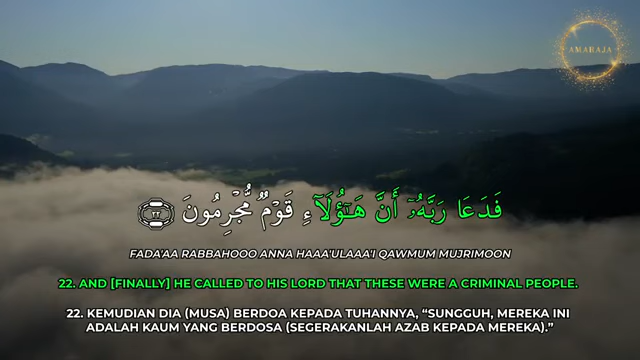 AMARAJA
فَدَعَا رَبَّهُۥٓ أَنَّ هَـٰٓؤُلَآءِ قَوْمٌۭ مُّجْرِمُونَ ۝٢٢
FADA'AA RABBAHOOO ANNA HAAA'ULAAA'I QAWMUM MUJRIMOON
22. AND [FINALLY] HE CALLED TO HIS LORD THAT THESE WERE A CRIMINAL PEOPLE.
22. KEMUDIAN DIA (MUSA) BERDOA KEPADA TUHANNYA, “SUNGGUH, MEREKA INI
ADALAH KAUM YANG BERDOSA (SEGERAKANLAH AZAB KEPADA MEREKA).”